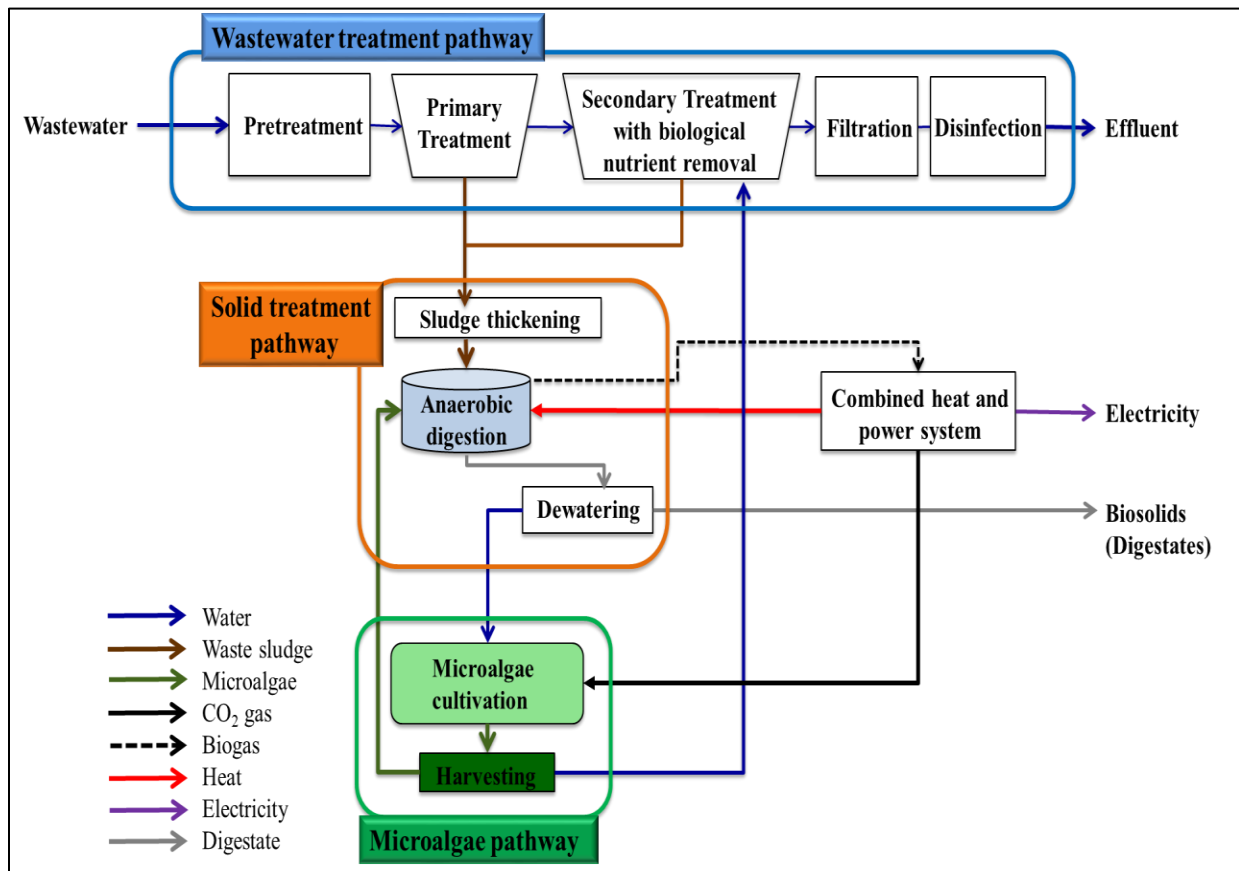 Wastewater treatment pathway
Wastewater
Pretreatment
Primary
Treatment
Secondary Treatment
with biological
nutrient removal
Filtration
Disinfection
Effluent
Solid treatment
pathway
Sludge thickening
Anaerobic
digestion
Combined heat and
power system
Electricity
Dewatering
Biosolids
(Digestates)
Water
Waste sludge
Microalgae
CO₂ gas
Biogas
Heat
Electricity
Digestate
Microalgae
cultivation
Harvesting
Microalgae pathway